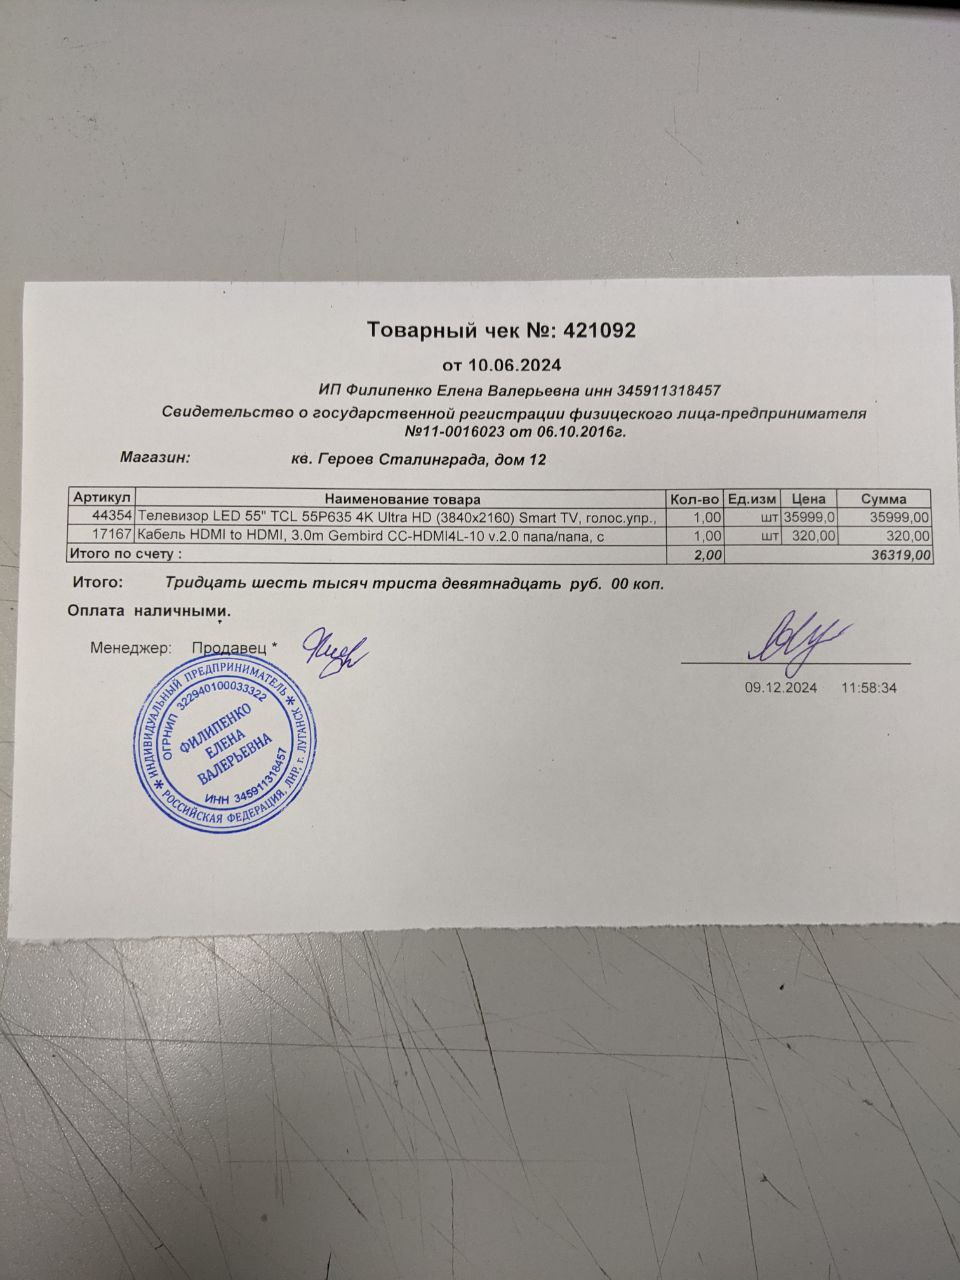 Товарный чек №: 421092
от 10.06.2024
ИП Филипенко Елена Валерьевна инн 345911318457
Свидетельство о государственной регистрации физицеского лица-предпринимателя
№11-0016023 от 06.10.2016г.
Магазин: кв. Героев Сталинграда, дом 12
Артикул Наименование товара Кол-во Ед.изм Цена Сумма
44354 Телевизор LED 55" TCL 55P635 4K Ultra HD (3840x2160) Smart TV, голос.упр., 1,00 шт 35999,0 35999,00
17167 Кабель HDMI to HDMI, 3.0m Gembird CC-HDMI4L-10 v.2.0 папа/папа, с 1,00 шт 320,00 320,00
Итого по счету : 2,00 36319,00
Итого: Тридцать шесть тысяч триста девятнадцать руб. 00 коп.
Оплата наличными.
Менеджер: Продавец *
09.12.2024 11:58:34
* ИНДИВИДУАЛЬНЫЙ ПРЕДПРИНИМАТЕЛЬ *
РОССИЙСКАЯ ФЕДЕРАЦИЯ, ЛНР, г. ЛУГАНСК
ОГРНИП 322940100033322
ФИЛИПЕНКО
ЕЛЕНА
ВАЛЕРЬЕВНА
ИНН 345911318457